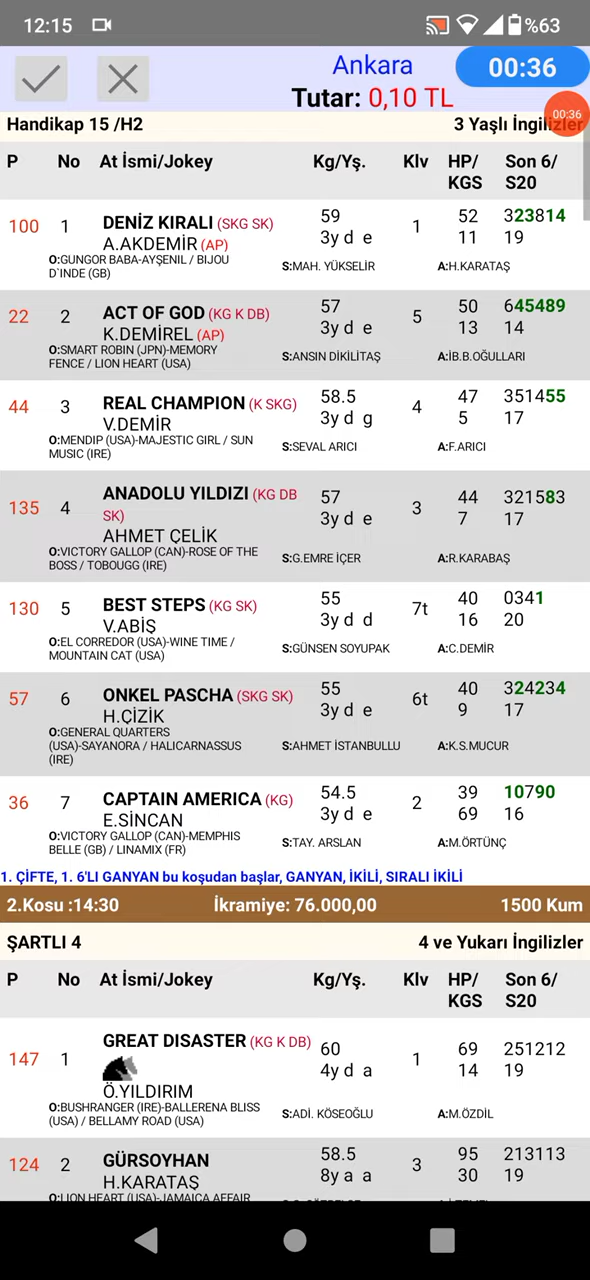 12:15 %63
Ankara 00:36
Tutar: 0,10 TL
00:36
Handikap 15 /H2 3 Yaşlı İngilizler
P No At İsmi/Jokey Kg/Yş. Klv HP/ KGS Son 6/ S20
100 1 DENİZ KIRALI (SKG SK) 59 1 52 323814
A.AKDEMİR (AP) 3y d e 11 19
O:GUNGOR BABA-AYŞENIL / BIJOU D`INDE (GB) S:MAH. YÜKSELİR A:H.KARATAŞ
22 2 ACT OF GOD (KG K DB) 57 5 50 645489
K.DEMİREL (AP) 3y d e 13 14
O:SMART ROBIN (JPN)-MEMORY FENCE / LION HEART (USA) S:ANSIN DİKİLİTAŞ A:İB.B.OĞULLARI
44 3 REAL CHAMPION (K SKG) 58.5 4 47 351455
V.DEMİR 3y d g 5 17
O:MENDIP (USA)-MAJESTIC GIRL / SUN MUSIC (IRE) S:SEVAL ARICI A:F.ARICI
135 4 ANADOLU YILDIZI (KG DB SK) 57 3 44 321583
AHMET ÇELİK 3y d e 7 17
O:VICTORY GALLOP (CAN)-ROSE OF THE BOSS / TOBOUGG (IRE) S:G.EMRE İÇER A:R.KARABAŞ
130 5 BEST STEPS (KG SK) 55 7t 40 0341
V.ABİŞ 3y d d 16 20
O:EL CORREDOR (USA)-WINE TIME / MOUNTAIN CAT (USA) S:GÜNSEN SOYUPAK A:C.DEMİR
57 6 ONKEL PASCHA (SKG SK) 55 6t 40 324234
H.ÇİZİK 3y d e 9 17
O:GENERAL QUARTERS (USA)-SAYANORA / HALICARNASSUS (IRE) S:AHMET İSTANBULLU A:K.S.MUCUR
36 7 CAPTAIN AMERICA (KG) 54.5 2 39 10790
E.SİNCAN 3y d e 69 16
O:VICTORY GALLOP (CAN)-MEMPHIS BELLE (GB) / LINAMIX (FR) S:TAY. ARSLAN A:M.ÖRTÜNÇ
1. ÇİFTE, 1. 6'LI GANYAN bu koşudan başlar, GANYAN, İKİLİ, SIRALI İKİLİ
2.Kosu :14:30 İkramiye: 76.000,00 1500 Kum
ŞARTLI 4 4 ve Yukarı İngilizler
P No At İsmi/Jokey Kg/Yş. Klv HP/ KGS Son 6/ S20
147 1 GREAT DISASTER (KG K DB) 60 1 69 251212
Ö.YILDIRIM 4y d a 14 19
O:BUSHRANGER (IRE)-BALLERENA BLISS (USA) / BELLAMY ROAD (USA) S:ADİ. KÖSEOĞLU A:M.ÖZDİL
124 2 GÜRSOYHAN 58.5 3 95 213113
H.KARATAŞ 8y a a 30 19
O:LION HEART (USA)-JAMAICA AFFAIR